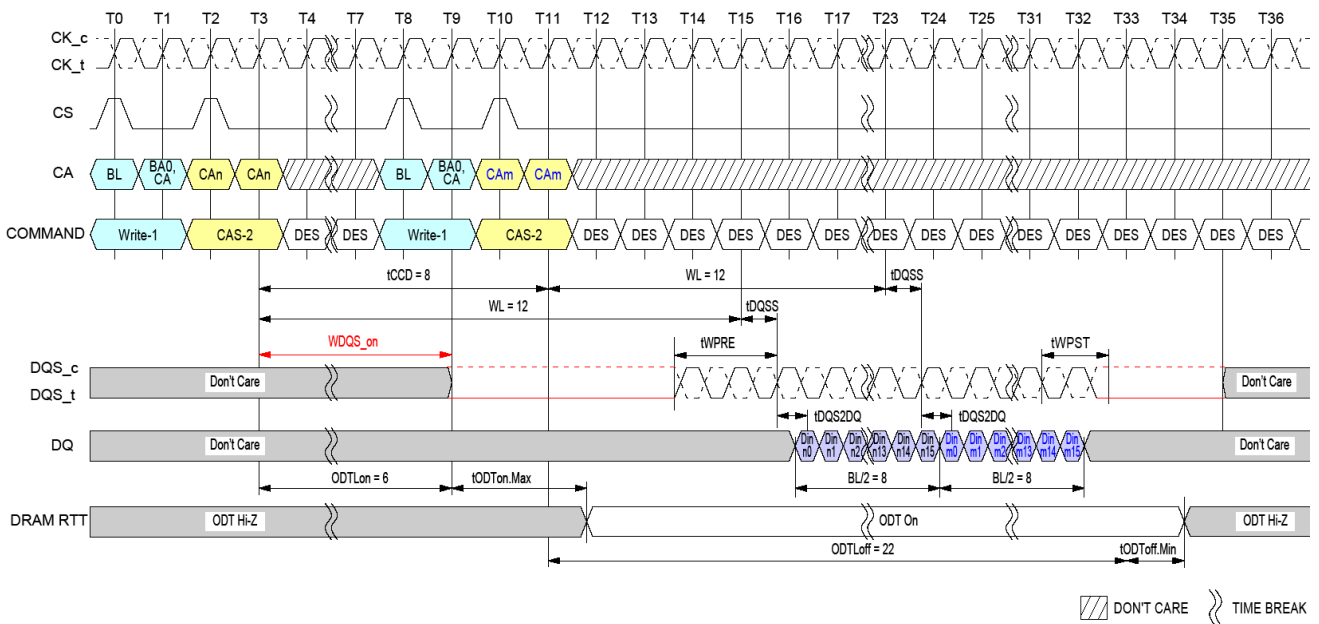 T0 T1 T2 T3 T4 T7 T8 T9 T10 T11 T12 T13 T14 T15 T16 T17 T23 T24 T25 T31 T32 T33 T34 T35 T36
CK_c
CK_t
CS
CA BL BA0, CA CAn CAn BL BA0, CA CAm CAm
COMMAND Write-1 CAS-2 DES DES Write-1 CAS-2 DES DES DES DES DES DES DES DES DES DES DES DES DES DES DES
tCCD = 8 WL = 12 tDQSS
WL = 12 tDQSS
WDQS_on tWPRE tWPST
DQS_c
DQS_t Don't Care Don't Care
tDQS2DQ tDQS2DQ
DQ Don't Care Din n0 Din n1 Din n2 Din n13 Din n14 Din n15 Din m0 Din m1 Din m2 Din m13 Din m14 Din m15 Don't Care
ODTLon = 6 tODTon.Max BL/2 = 8 BL/2 = 8
DRAM RTT ODT Hi-Z ODT On ODT Hi-Z
ODTLoff = 22 tODToff.Min
DON'T CARE TIME BREAK